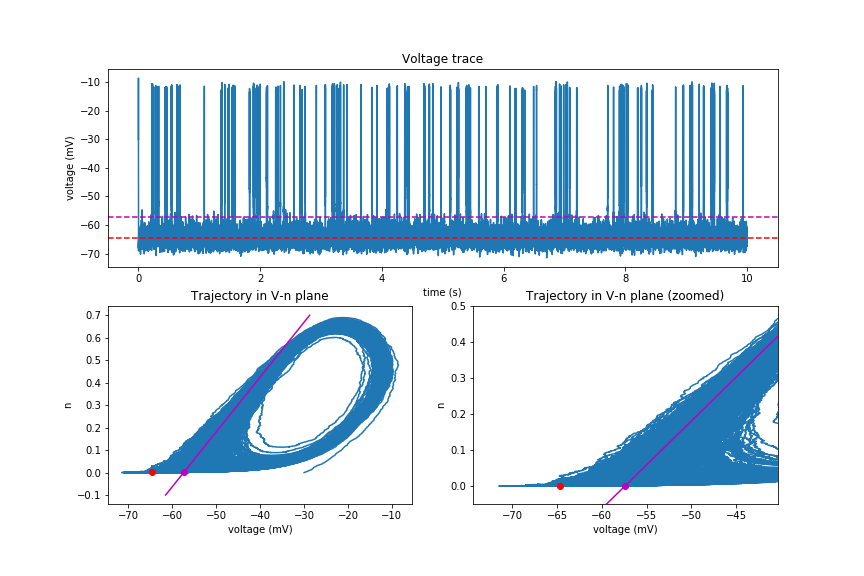 Voltage trace
voltage (mV)
−10
−20
−30
−40
−50
−60
−70
0 2 4 6 8 10
time (s)
Trajectory in V-n plane
n
0.7
0.6
0.5
0.4
0.3
0.2
0.1
0.0
−0.1
−70 −60 −50 −40 −30 −20 −10
voltage (mV)
Trajectory in V-n plane (zoomed)
n
0.5
0.4
0.3
0.2
0.1
0.0
−70 −65 −60 −55 −50 −45
voltage (mV)